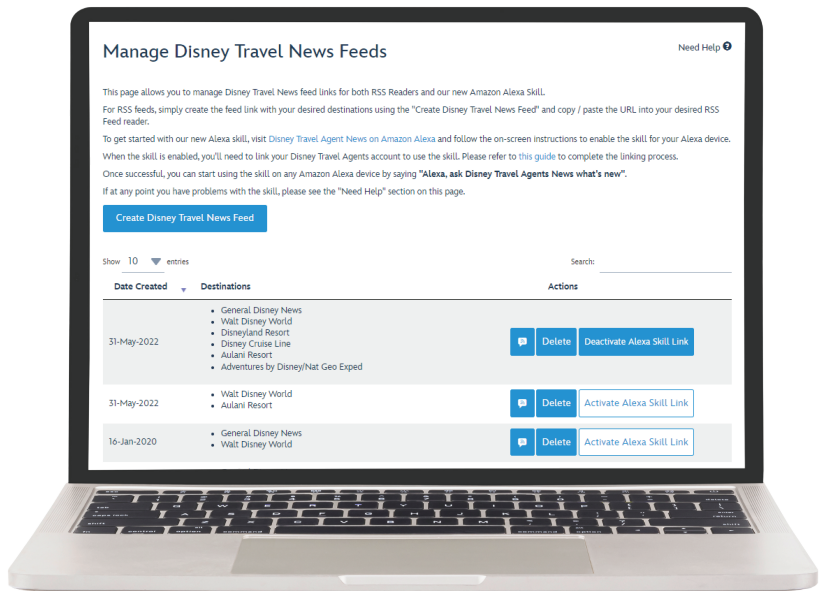 Manage Disney Travel News Feeds
Need Help ?
This page allows you to manage Disney Travel News feed links for both RSS Readers and our new Amazon Alexa Skill.
For RSS feeds, simply create the feed link with your desired destinations using the "Create Disney Travel News Feed" and copy / paste the URL into your desired RSS
Feed reader.
To get started with our new Alexa skill, visit Disney Travel Agent News on Amazon Alexa and follow the on-screen instructions to enable the skill for your Alexa device.
When the skill is enabled, you'll need to link your Disney Travel Agents account to use the skill. Please refer to this guide to complete the linking process.
Once successful, you can start using the skill on any Amazon Alexa device by saying "Alexa, ask Disney Travel Agents News what's new".
If at any point you have problems with the skill, please see the "Need Help" section on this page.
Create Disney Travel News Feed
Show 10 entries Search:
Date Created Destinations Actions
• General Disney News
• Walt Disney World
• Disneyland Resort
31-May-2022 • Disney Cruise Line Delete Deactivate Alexa Skill Link
• Aulani Resort
• Adventures by Disney/Nat Geo Exped
• Walt Disney World
31-May-2022 Delete Activate Alexa Skill Link
• Aulani Resort
• General Disney News
16-Jan-2020 Delete Activate Alexa Skill Link
• Walt Disney World